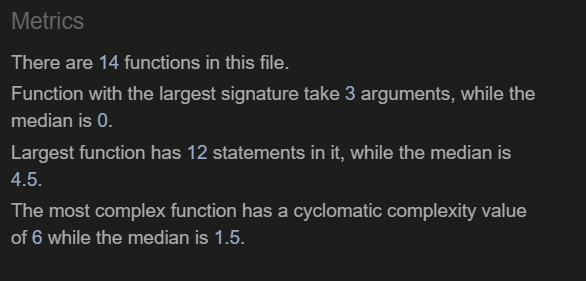 Metrics
There are 14 functions in this file.
Function with the largest signature take 3 arguments, while the
median is 0.
Largest function has 12 statements in it, while the median is
4.5.
The most complex function has a cyclomatic complexity value
of 6 while the median is 1.5.